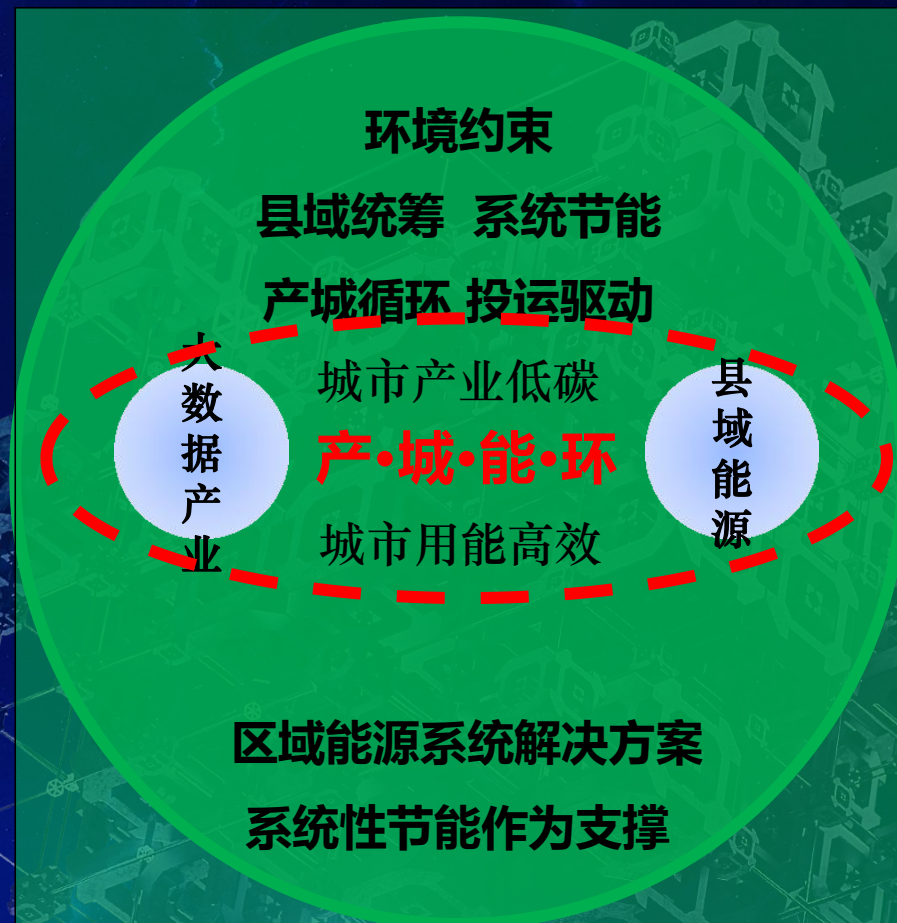 环境约束
县域统筹 系统节能
产城循环 投运驱动
大数据产业
城市产业低碳
产·城·能·环
城市用能高效
县域能源
区域能源系统解决方案
系统性节能作为支撑